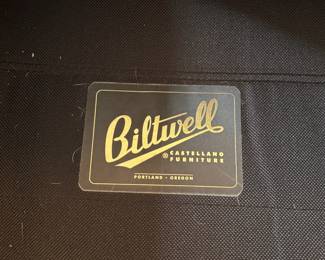 Biltwell
® CASTELLANO
FURNITURE
PORTLAND • OREGON